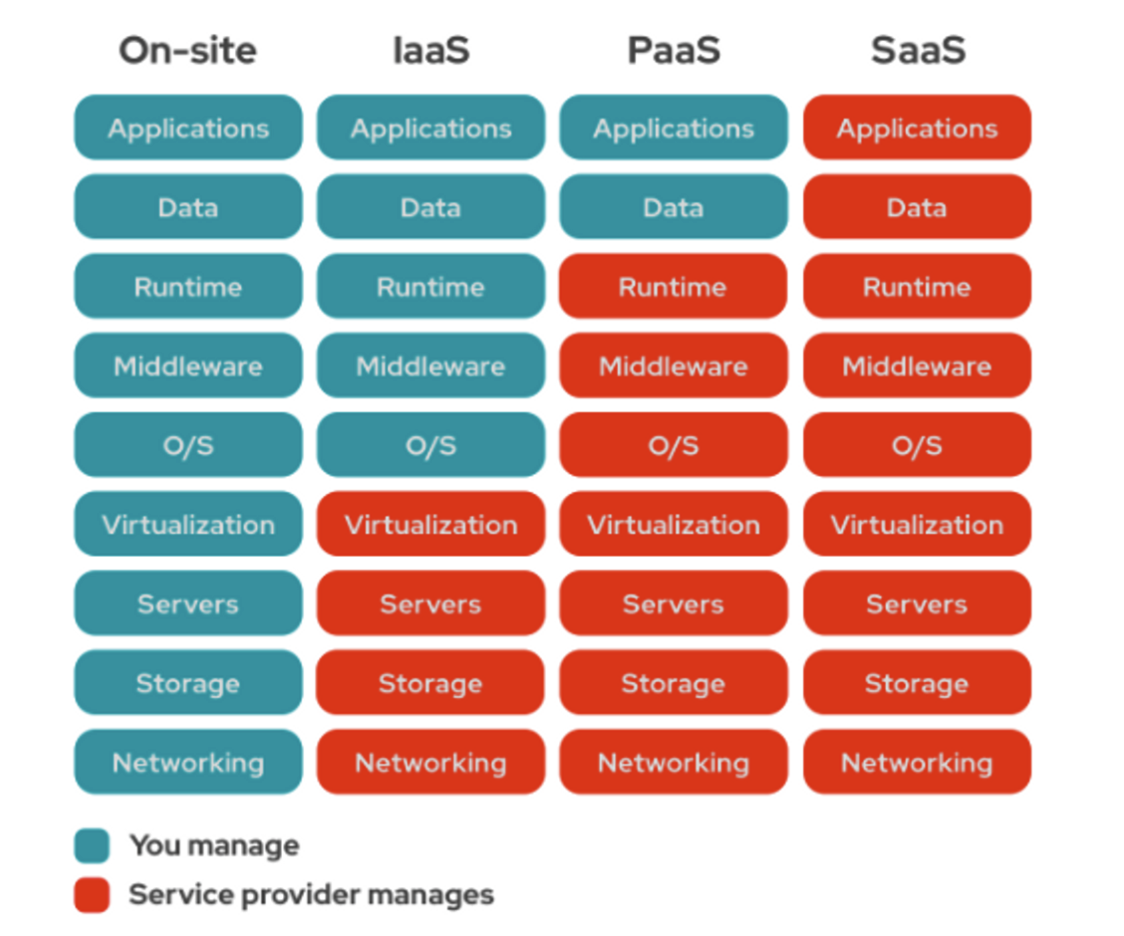 On-site IaaS PaaS SaaS
Applications Applications Applications Applications
Data Data Data Data
Runtime Runtime Runtime Runtime
Middleware Middleware Middleware Middleware
O/S O/S O/S O/S
Virtualization Virtualization Virtualization Virtualization
Servers Servers Servers Servers
Storage Storage Storage Storage
Networking Networking Networking Networking
You manage
Service provider manages